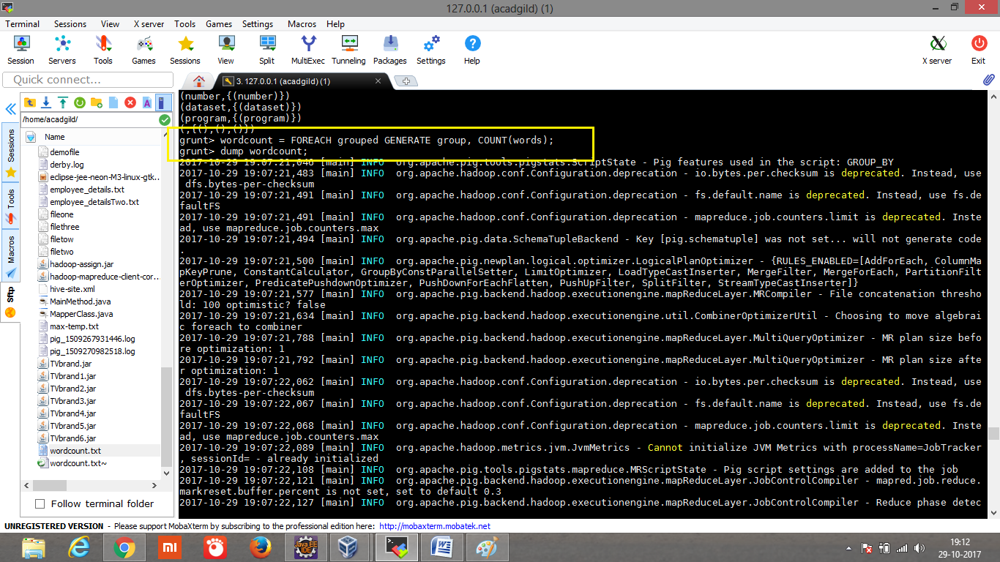 127.0.0.1 (acadgild) (1)
Terminal Sessions View X server Tools Games Settings Macros Help
Session Servers Tools Games Sessions View Split MultiExec Tunneling Packages Settings Help X server Exit
Quick connect...
3. 127.0.0.1 (acadgild) (1)
/home/acadgild/
Name
demofile
derby.log
eclipse-jee-neon-M3-linux-gtk...
employee_details.txt
employee_detailsTwo.txt
fileone
filethree
filetow
filetwo
hadoop-assign.jar
hadoop-mapreduce-client-cor...
hive-site.xml
MainMethod.java
MapperClass.java
max-temp.txt
pig_1509267931446.log
pig_1509270982518.log
TVbrand.jar
TVbrand1.jar
TVbrand2.jar
TVbrand3.jar
TVbrand4.jar
TVbrand5.jar
TVbrand6.jar
wordcount.txt
wordcount.txt~
Follow terminal folder
Sessions
Tools
Macros
Sftp
(number,{(number)})
(dataset,{(dataset)})
(program,{(program)})
(,{(),(),()})
grunt> wordcount = FOREACH grouped GENERATE group, COUNT(words);
grunt> dump wordcount;
2017-10-29 19:07:21,046 [main] INFO  org.apache.pig.tools.pigstats.ScriptState - Pig features used in the script: GROUP_BY
2017-10-29 19:07:21,483 [main] INFO  org.apache.hadoop.conf.Configuration.deprecation - io.bytes.per.checksum is deprecated. Instead, use
dfs.bytes-per-checksum
2017-10-29 19:07:21,491 [main] INFO  org.apache.hadoop.conf.Configuration.deprecation - fs.default.name is deprecated. Instead, use fs.de
faultFS
2017-10-29 19:07:21,491 [main] INFO  org.apache.hadoop.conf.Configuration.deprecation - mapreduce.job.counters.limit is deprecated. Inste
ad, use mapreduce.job.counters.max
2017-10-29 19:07:21,494 [main] INFO  org.apache.pig.data.SchemaTupleBackend - Key [pig.schematuple] was not set... will not generate code
.
2017-10-29 19:07:21,500 [main] INFO  org.apache.pig.newplan.logical.optimizer.LogicalPlanOptimizer - {RULES_ENABLED=[AddForEach, ColumnMa
pKeyPrune, ConstantCalculator, GroupByConstParallelSetter, LimitOptimizer, LoadTypeCastInserter, MergeFilter, MergeForEach, PartitionFilt
erOptimizer, PredicatePushdownOptimizer, PushDownForEachFlatten, PushUpFilter, SplitFilter, StreamTypeCastInserter]}
2017-10-29 19:07:21,577 [main] INFO  org.apache.pig.backend.hadoop.executionengine.mapReduceLayer.MRCompiler - File concatenation thresho
ld: 100 optimistic? false
2017-10-29 19:07:21,634 [main] INFO  org.apache.pig.backend.hadoop.executionengine.util.CombinerOptimizerUtil - Choosing to move algebrai
c foreach to combiner
2017-10-29 19:07:21,788 [main] INFO  org.apache.pig.backend.hadoop.executionengine.mapReduceLayer.MultiQueryOptimizer - MR plan size befo
re optimization: 1
2017-10-29 19:07:21,792 [main] INFO  org.apache.pig.backend.hadoop.executionengine.mapReduceLayer.MultiQueryOptimizer - MR plan size afte
r optimization: 1
2017-10-29 19:07:22,062 [main] INFO  org.apache.hadoop.conf.Configuration.deprecation - io.bytes.per.checksum is deprecated. Instead, use
dfs.bytes-per-checksum
2017-10-29 19:07:22,067 [main] INFO  org.apache.hadoop.conf.Configuration.deprecation - fs.default.name is deprecated. Instead, use fs.de
faultFS
2017-10-29 19:07:22,068 [main] INFO  org.apache.hadoop.conf.Configuration.deprecation - mapreduce.job.counters.limit is deprecated. Inste
ad, use mapreduce.job.counters.max
2017-10-29 19:07:22,089 [main] INFO  org.apache.hadoop.metrics.jvm.JvmMetrics - Cannot initialize JVM Metrics with processName=JobTracker
, sessionId= - already initialized
2017-10-29 19:07:22,108 [main] INFO  org.apache.pig.tools.pigstats.mapreduce.MRScriptState - Pig script settings are added to the job
2017-10-29 19:07:22,121 [main] INFO  org.apache.pig.backend.hadoop.executionengine.mapReduceLayer.JobControlCompiler - mapred.job.reduce.
markreset.buffer.percent is not set, set to default 0.3
2017-10-29 19:07:22,127 [main] INFO  org.apache.pig.backend.hadoop.executionengine.mapReduceLayer.JobControlCompiler - Reduce phase detec
UNREGISTERED VERSION - Please support MobaXterm by subscribing to the professional edition here: http://mobaxterm.mobatek.net
Java EE
IDE
19:12
29-10-2017